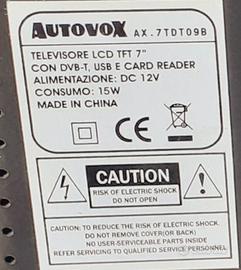 AUTOVOX AX.7TDT09B
TELEVISORE LCD TFT 7"
CON DVB-T, USB E CARD READER
ALIMENTAZIONE: DC 12V
CONSUMO: 15W
MADE IN CHINA
CE
CAUTION
RISK OF ELECTRIC SHOCK
DO NOT OPEN
CAUTION: TO REDUCE THE RISK OF ELECTRIC SHOCK,
DO NOT REMOVE COVER(OR BACK)
NO USER-SERVICEABLE PARTS INSIDE
REFER SERVICING TO QUALIFIED SERVICE PERSONNEL